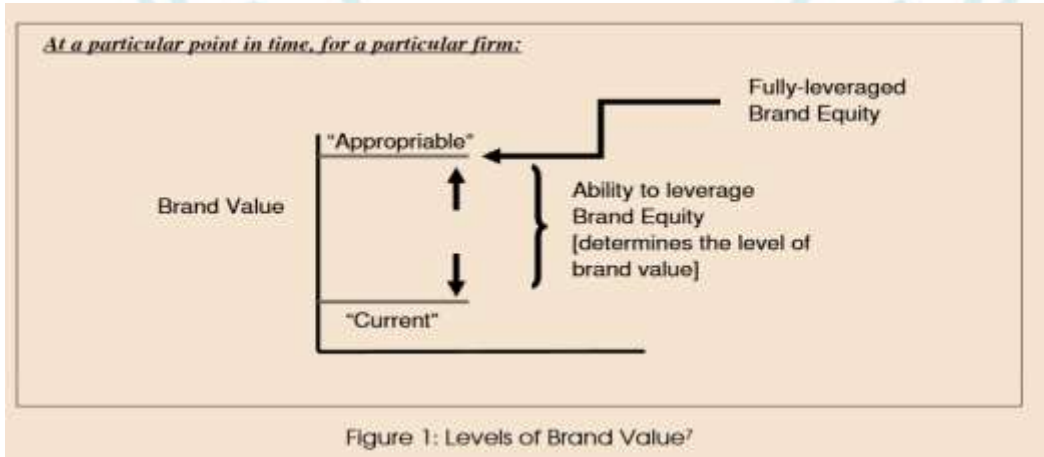 At a particular point in time, for a particular firm:
Fully-leveraged
Brand Equity
"Appropriable"
Brand Value
Ability to leverage
Brand Equity
[determines the level of
brand value]
"Current"
Figure 1: Levels of Brand Value⁷